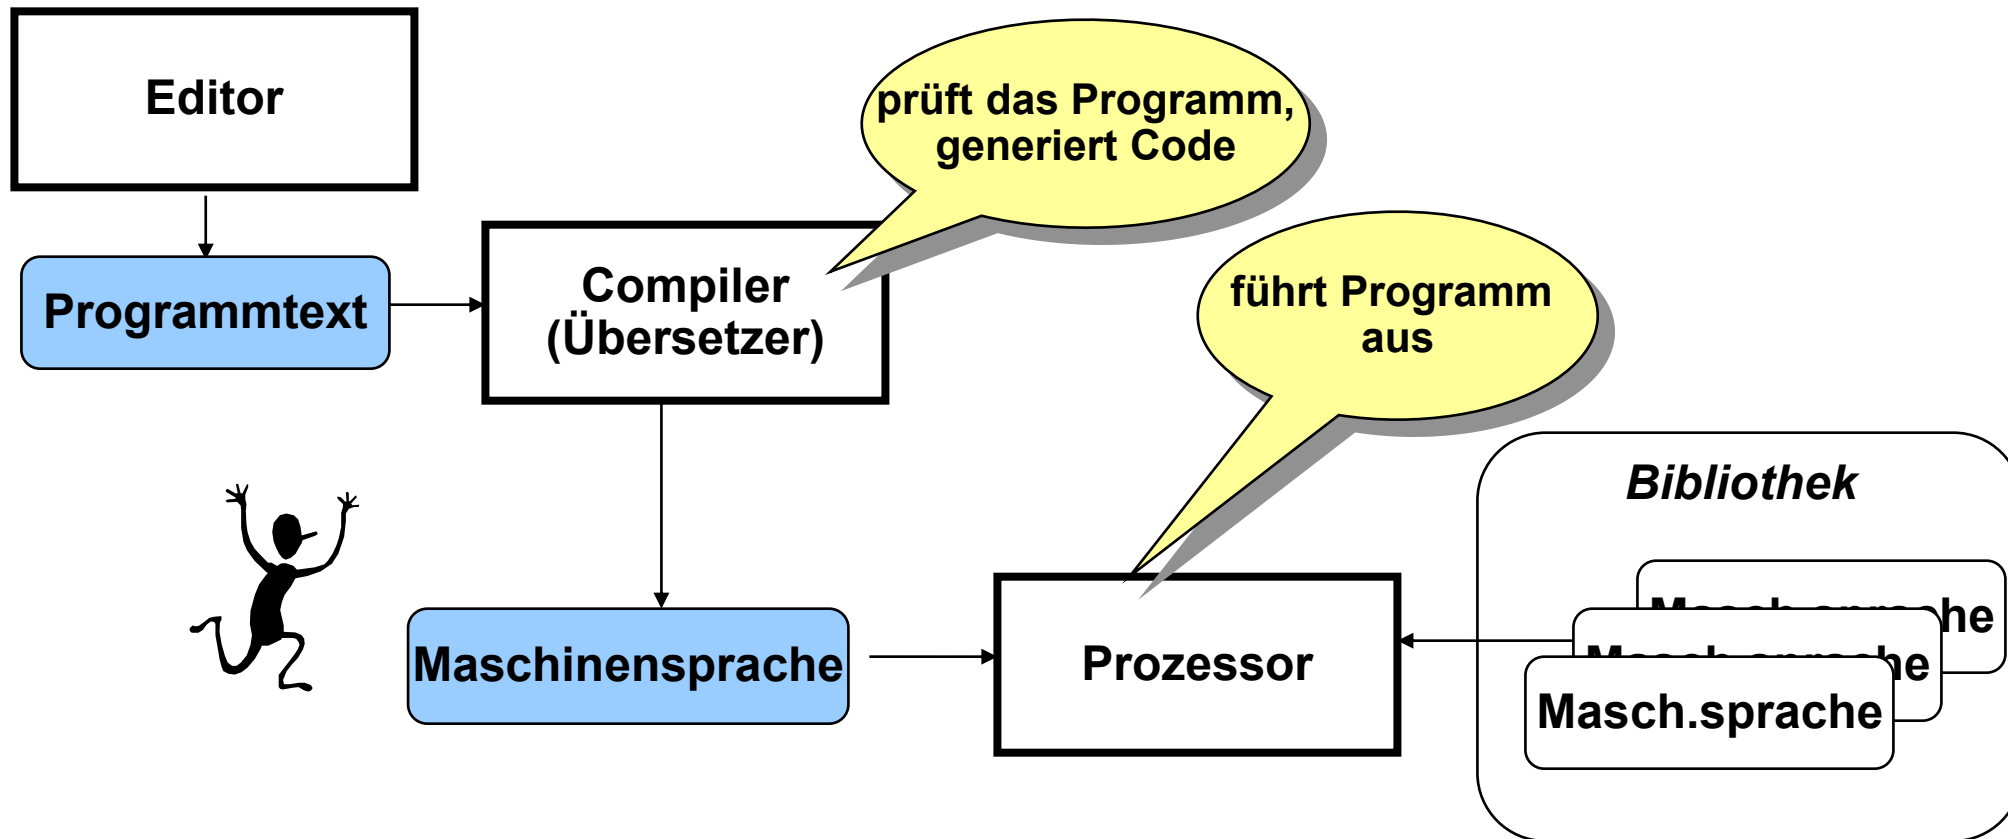 Editor
prüft das Programm,
generiert Code
Programmtext
Compiler
(Übersetzer)
führt Programm
aus
Bibliothek
Maschinensprache
Prozessor
Masch.sprache